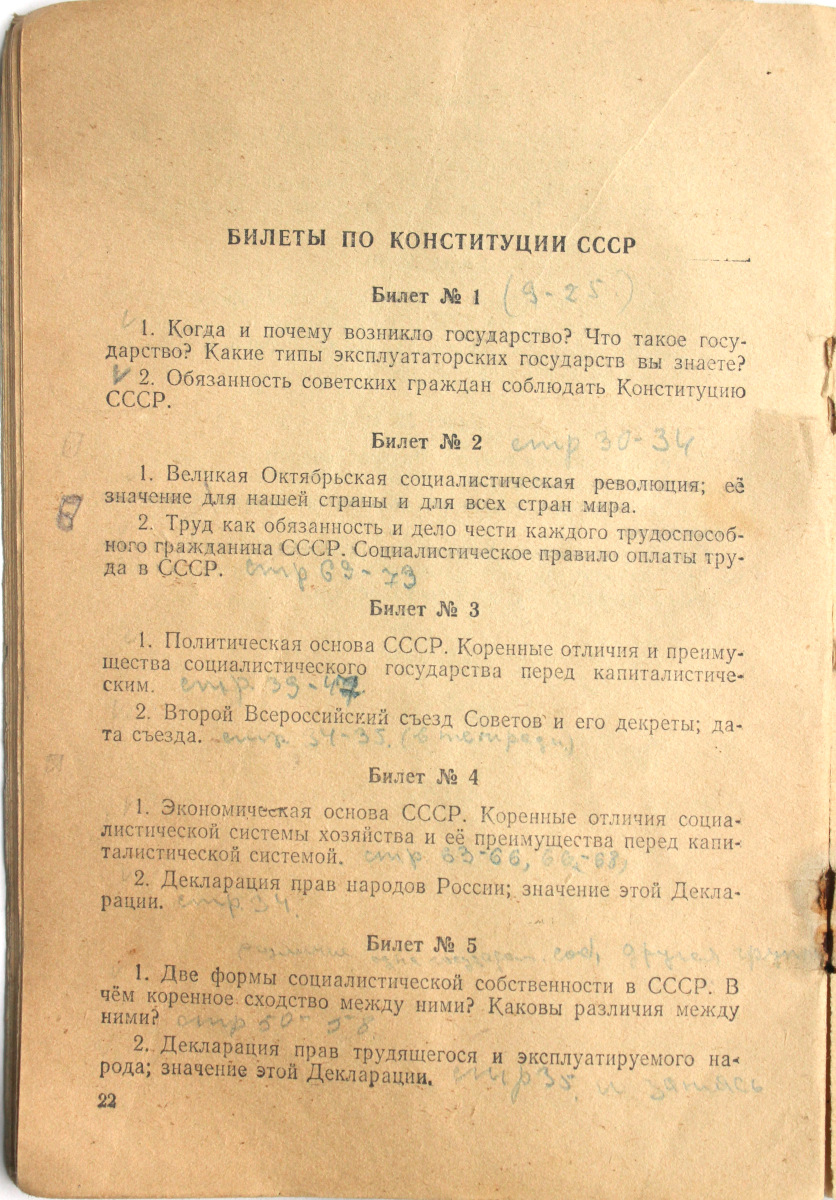 БИЛЕТЫ ПО КОНСТИТУЦИИ СССР
Билет № 1 (9-25)
1. Когда и почему возникло государство? Что такое госу-
дарство? Какие типы эксплуататорских государств вы знаете?
2. Обязанность советских граждан соблюдать Конституцию
СССР.
Билет № 2 стр 30-34
1. Великая Октябрьская социалистическая революция; её
значение для нашей страны и для всех стран мира.
2. Труд как обязанность и дело чести каждого трудоспособ-
ного гражданина СССР. Социалистическое правило оплаты тру-
да в СССР. стр 69-73
Билет № 3
1. Политическая основа СССР. Коренные отличия и преиму-
щества социалистического государства перед капиталистиче-
ским. стр 39-47
2. Второй Всероссийский съезд Советов и его декреты; да-
та съезда. стр 34-35. (в тетради)
Билет № 4
1. Экономическая основа СССР. Коренные отличия социа-
листической системы хозяйства и её преимущества перед капи-
талистической системой. стр 63-66,
2. Декларация прав народов России; значение этой Декла-
рации. стр 34.
Билет № 5
соб, другая
1. Две формы социалистической собственности в СССР. В
чём коренное сходство между ними? Каковы различия между
ними? стр
2. Декларация прав трудящегося и эксплуатируемого на-
рода; значение этой Декларации. стр 35. и запись
22